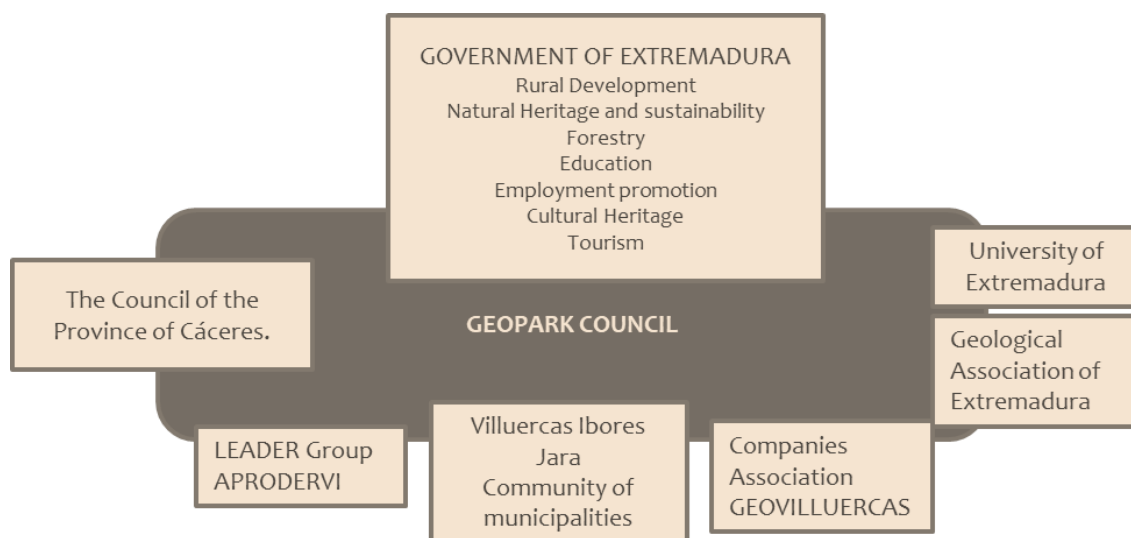 GOVERNMENT OF EXTREMADURA
Rural Development
Natural Heritage and sustainability
Forestry
Education
Employment promotion
Cultural Heritage
Tourism
The Council of the
Province of Cáceres.
GEOPARK COUNCIL
University of
Extremadura
Geological
Association of
Extremadura
LEADER Group
APRODERVI
Villuercas Ibores
Jara
Community of
municipalities
Companies
Association
GEOVILLUERCAS